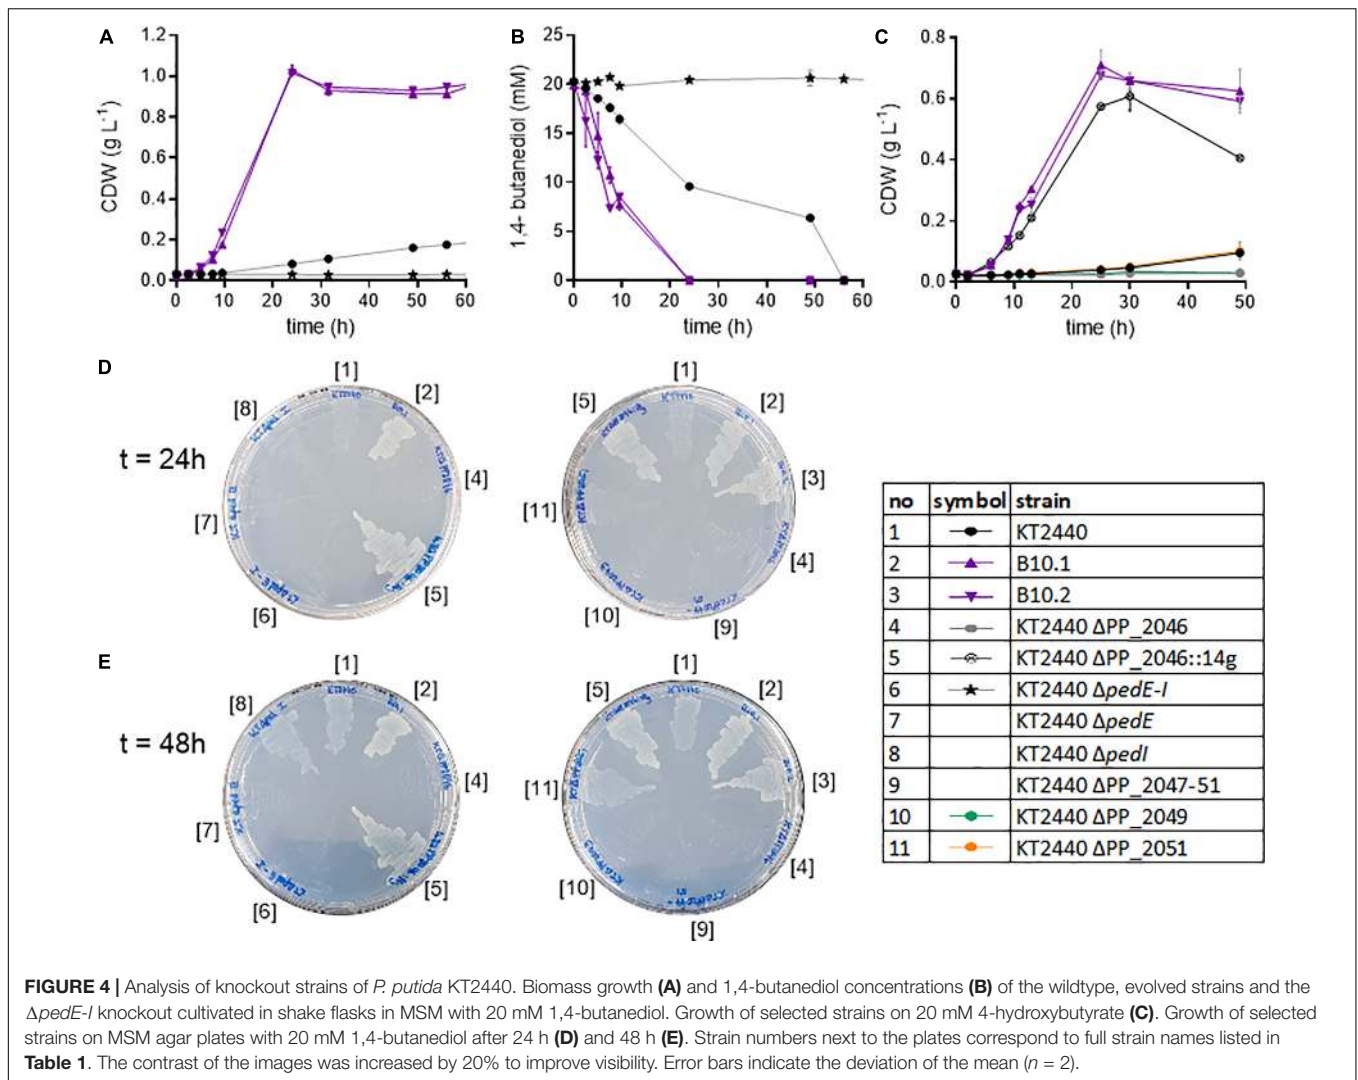 A
1.2
1.0
0.8
0.6
0.4
0.2
0.0
CDW (g L-1)
0 10 20 30 40 50 60
time (h)
B
25
20
15
10
5
0
1,4- butanediol (mM)
0 10 20 30 40 50 60
time (h)
C
0.8
0.6
0.4
0.2
0.0
CDW (g L-1)
0 10 20 30 40 50
time (h)
D
t = 24h
[1]
[2]
[4]
[5]
[6]
[7]
[8]
[1]
[2]
[3]
[4]
[9]
[10]
[11]
[5]
E
t = 48h
[1]
[2]
[4]
[5]
[6]
[7]
[8]
[1]
[2]
[3]
[4]
[9]
[10]
[11]
[5]
no symbol strain
1 KT2440
2 B10.1
3 B10.2
4 KT2440 ΔPP_2046
5 KT2440 ΔPP_2046::14g
6 KT2440 ΔpedE-I
7 KT2440 ΔpedE
8 KT2440 ΔpedI
9 KT2440 ΔPP_2047-51
10 KT2440 ΔPP_2049
11 KT2440 ΔPP_2051
FIGURE 4 | Analysis of knockout strains of P. putida KT2440. Biomass growth (A) and 1,4-butanediol concentrations (B) of the wildtype, evolved strains and the
ΔpedE-I knockout cultivated in shake flasks in MSM with 20 mM 1,4-butanediol. Growth of selected strains on 20 mM 4-hydroxybutyrate (C). Growth of selected
strains on MSM agar plates with 20 mM 1,4-butanediol after 24 h (D) and 48 h (E). Strain numbers next to the plates correspond to full strain names listed in
Table 1. The contrast of the images was increased by 20% to improve visibility. Error bars indicate the deviation of the mean (n = 2).